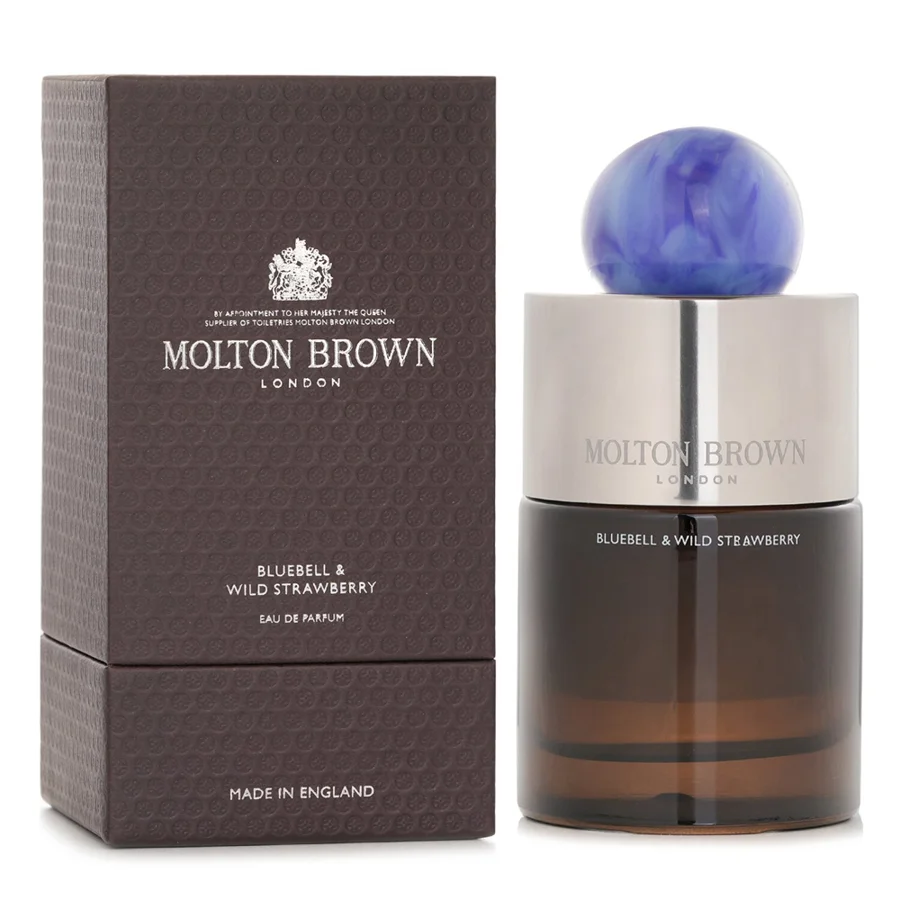 BY APPOINTMENT TO HER MAJESTY THE QUEEN
SUPPLIER OF TOILETRIES MOLTON BROWN LONDON
MOLTON BROWN
LONDON
BLUEBELL &
WILD STRAWBERRY
EAU DE PARFUM
MADE IN ENGLAND
MOLTON BROWN
LONDON
BLUEBELL & WILD STRAWBERRY